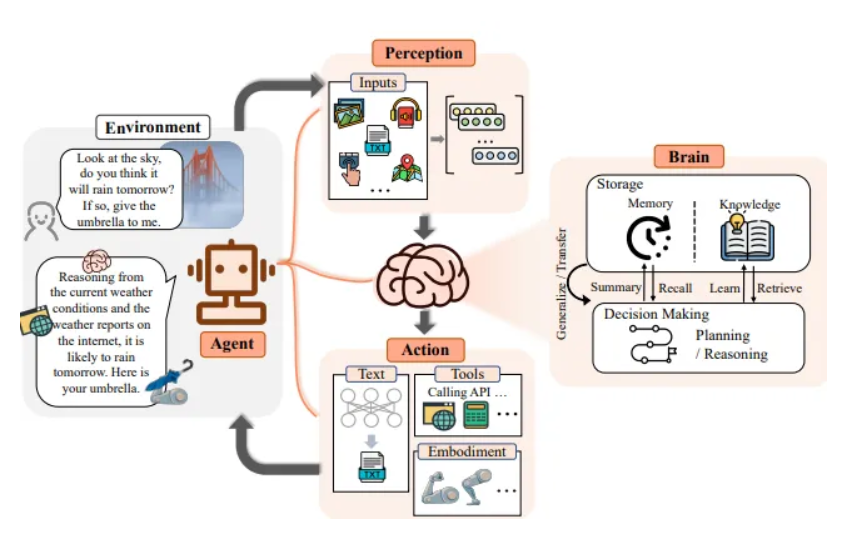 Perception
Inputs
TXT
...
...
Environment
Look at the sky,
do you think it
will rain tomorrow?
If so, give the
umbrella to me.
Reasoning from
the current weather
conditions and the
weather reports on
the internet, it is
likely to rain
tomorrow. Here is
your umbrella.
Agent
Action
Text
TXT
Tools
Calling API ...
...
Embodiment
...
Brain
Storage
Memory
Knowledge
Generalize / Transfer
Summary
Recall
Learn
Retrieve
Decision Making
Planning
/ Reasoning